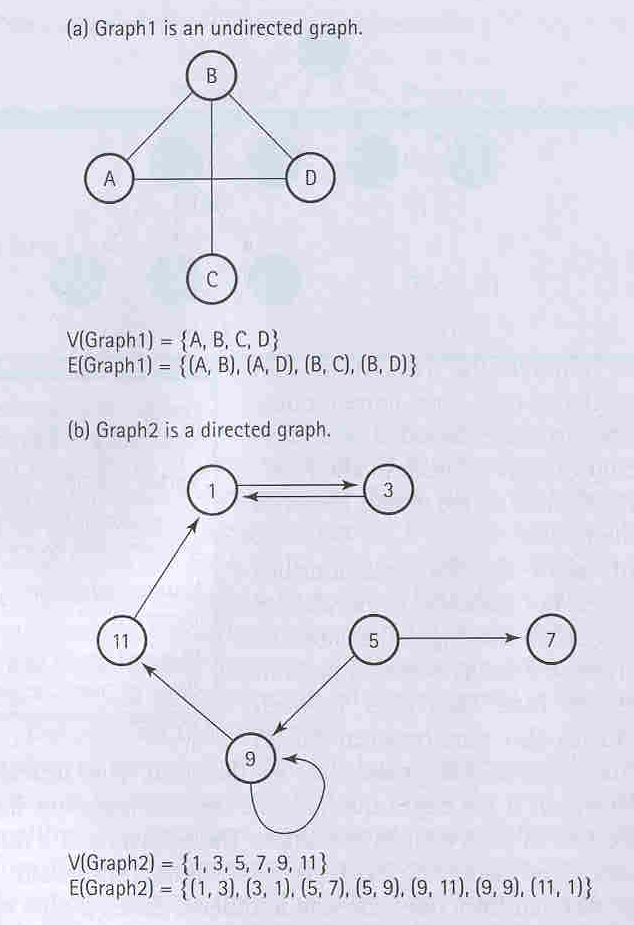 (a) Graph1 is an undirected graph.
B
A
D
C
V(Graph1) = {A, B, C, D}
E(Graph1) = {(A, B), (A, D), (B, C), (B, D)}
(b) Graph2 is a directed graph.
1
3
11
5
7
9
V(Graph2) = {1, 3, 5, 7, 9, 11}
E(Graph2) = {(1, 3), (3, 1), (5, 7), (5, 9), (9, 11), (9, 9), (11, 1)}